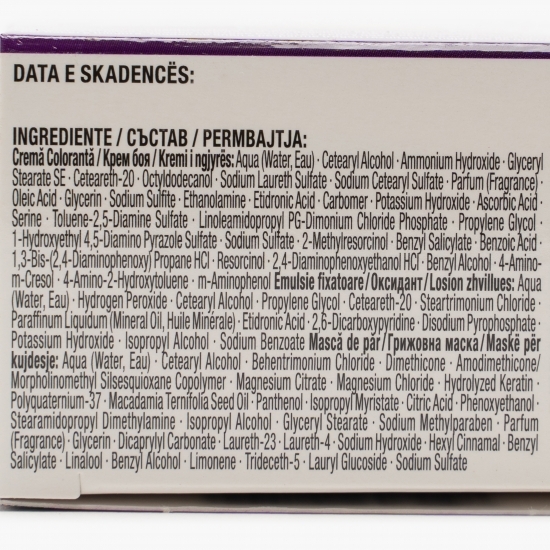 DATA E SKADENCËS:
INGREDIENTE / СЪСТАВ / PERMBAJTJA:
Cremă Colorantă / Крем боя / Kremi i ngjyrës: Aqua (Water, Eau) · Cetearyl Alcohol · Ammonium Hydroxide · Glyceryl
Stearate SE · Ceteareth-20 · Octyldodecanol · Sodium Laureth Sulfate · Sodium Cetearyl Sulfate · Parfum (Fragrance) ·
Oleic Acid · Glycerin · Sodium Sulfite · Ethanolamine · Etidronic Acid · Carbomer · Potassium Hydroxide · Ascorbic Acid ·
Serine · Toluene-2,5-Diamine Sulfate · Linoleamidopropyl PG-Dimonium Chloride Phosphate · Propylene Glycol ·
1-Hydroxyethyl 4,5-Diamino Pyrazole Sulfate · Sodium Sulfate · 2-Methylresorcinol · Benzyl Salicylate · Benzoic Acid ·
1,3-Bis-(2,4-Diaminophenoxy) Propane HCl · Resorcinol · 2,4-Diaminophenoxyethanol HCl · Benzyl Alcohol · 4-Amino-
m-Cresol · 4-Amino-2-Hydroxytoluene · m-Aminophenol Emulsie fixatoare / Оксидант / Losion zhvillues: Aqua
(Water, Eau) · Hydrogen Peroxide · Cetearyl Alcohol · Propylene Glycol · Ceteareth-20 · Steartrimonium Chloride ·
Paraffinum Liquidum (Mineral Oil, Huile Minérale) · Etidronic Acid · 2,6-Dicarboxypyridine · Disodium Pyrophosphate ·
Potassium Hydroxide · Isopropyl Alcohol · Sodium Benzoate Mască de păr / Грижовна маска / Maskë për
kujdesje: Aqua (Water, Eau) · Cetearyl Alcohol · Behentrimonium Chloride · Dimethicone · Amodimethicone/
Morpholinomethyl Silsesquioxane Copolymer · Magnesium Citrate · Magnesium Chloride · Hydrolyzed Keratin ·
Polyquaternium-37 · Macadamia Ternifolia Seed Oil · Panthenol · Isopropyl Myristate · Citric Acid · Phenoxyethanol ·
Stearamidopropyl Dimethylamine · Isopropyl Alcohol · Glyceryl Stearate · Sodium Methylparaben · Parfum
(Fragrance) · Glycerin · Dicaprylyl Carbonate · Laureth-23 · Laureth-4 · Sodium Hydroxide · Hexyl Cinnamal · Benzyl
Salicylate · Linalool · Benzyl Alcohol · Limonene · Trideceth-5 · Lauryl Glucoside · Sodium Sulfate